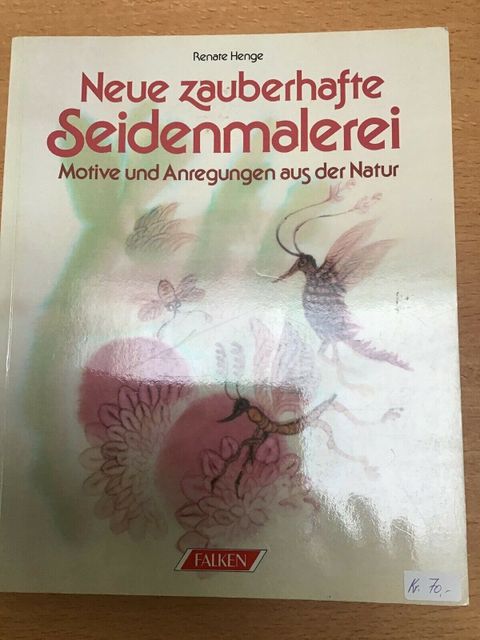 Renate Henge
Neue zauberhafte
Seidenmalerei
Motive und Anregungen aus der Natur
FALKEN
Kr. 70,-